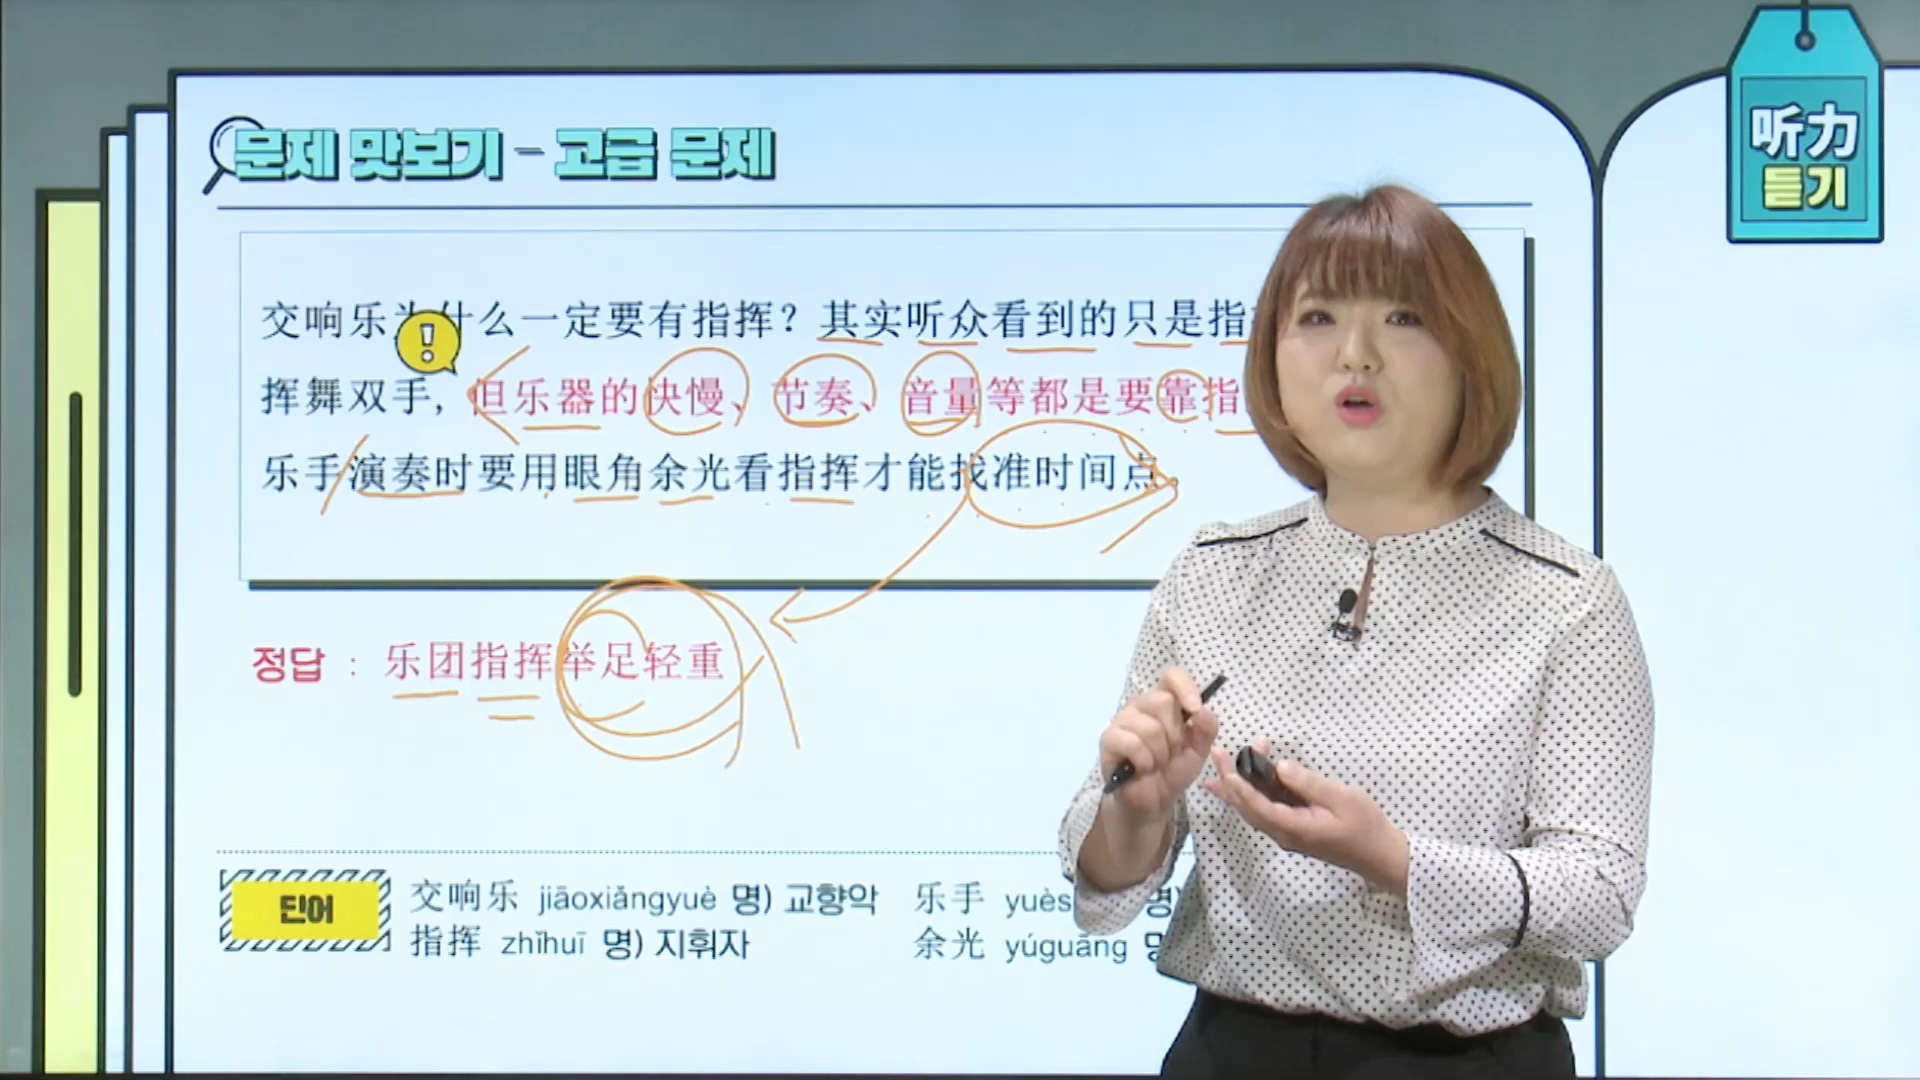 문제 맛보기 - 고급 문제
听力
듣기
交响乐为什么一定要有指挥？其实听众看到的只是指
挥舞双手，但乐器的快慢、节奏、音量等都是要靠指
乐手演奏时要用眼角余光看指挥才能找准时间点。
정답 : 乐团指挥举足轻重
단어
交响乐 jiāoxiǎngyuè 명) 교향악 乐手 yuès 명)
指挥 zhǐhuī 명) 지휘자 余光 yúguāng